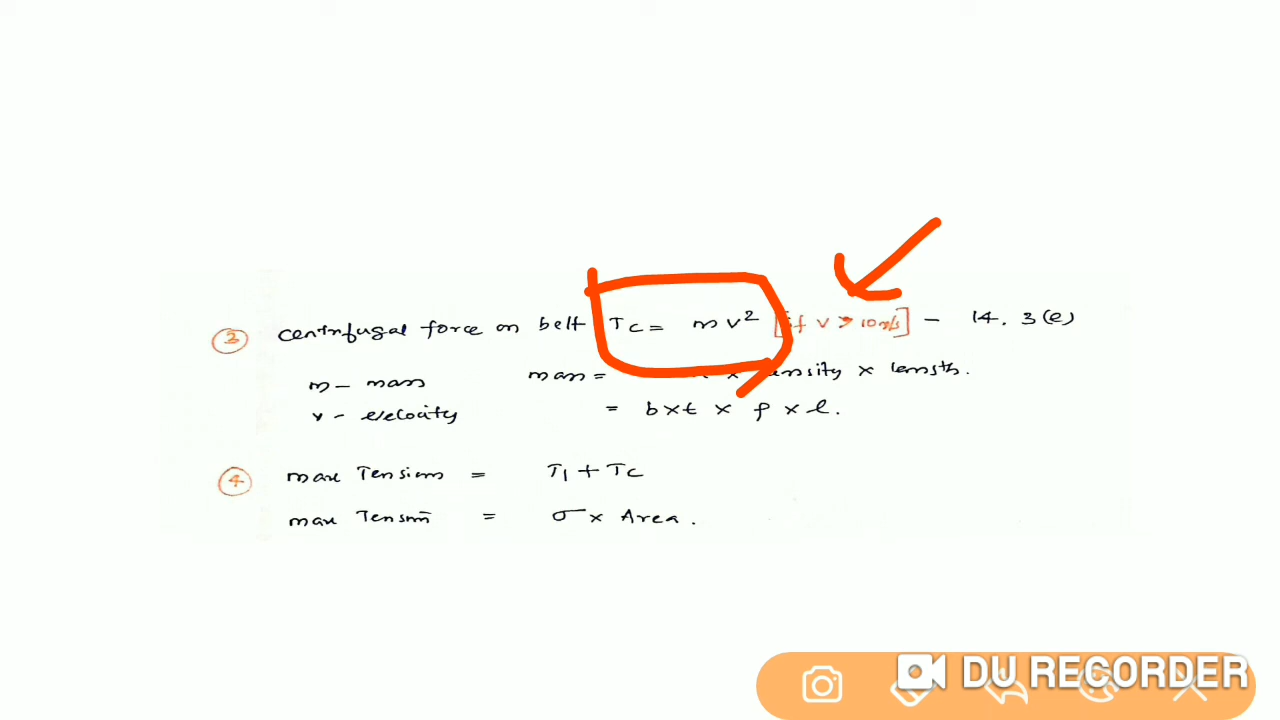 3 centrifugal force on belt Tc = mv² [if v > 10 m/s] - 14.3(e)
m - mass mass = × density × length.
v - velocity = b×t × ρ × l.
4 max Tension = T1 + Tc
max Tension = σ × Area.
DU RECORDER